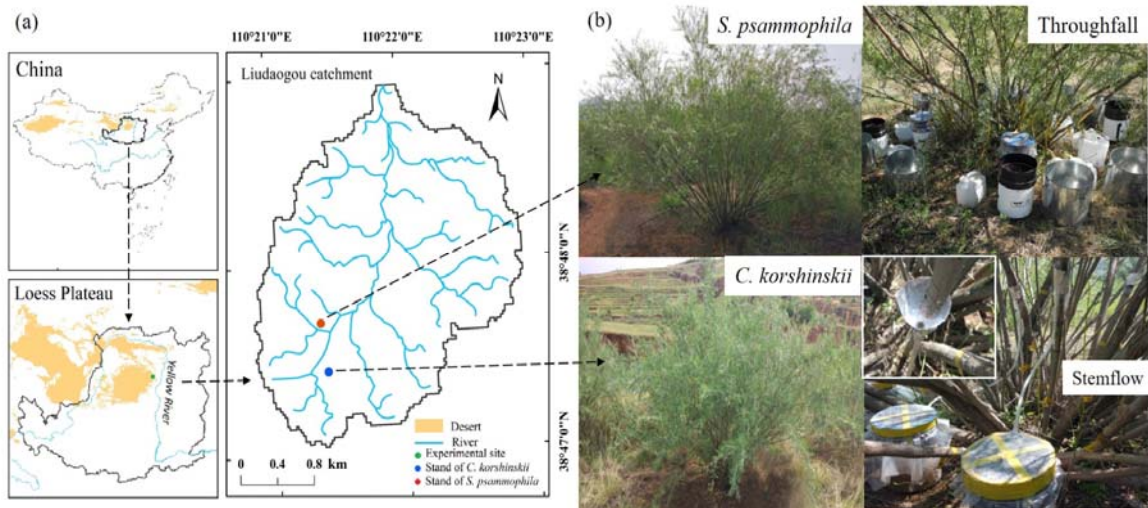 (a)
China
Loess Plateau
Yellow River
110°21'0"E
110°22'0"E
110°23'0"E
Liudaogou catchment
N
38°48'0"N
38°47'0"N
Desert
River
Experimental site
Stand of C. korshinskii
Stand of S. psammophila
0 0.4 0.8 km
(b)
S. psammophila
Throughfall
C. korshinskii
Stemflow